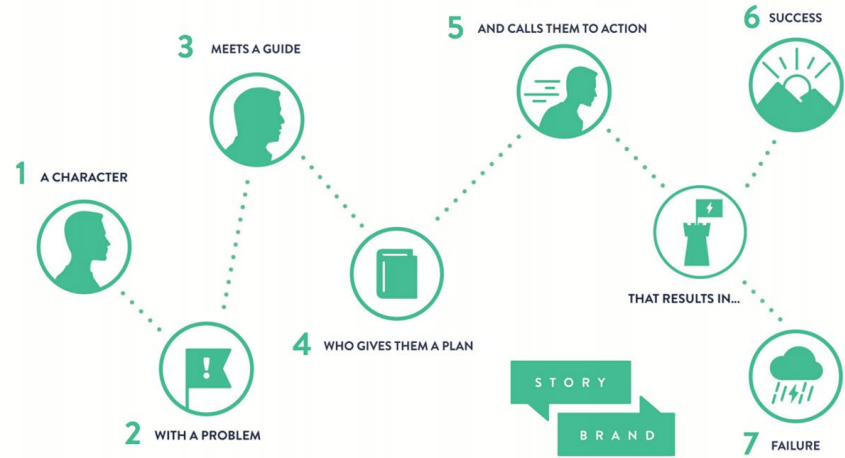 1 A CHARACTER
2 WITH A PROBLEM
3 MEETS A GUIDE
4 WHO GIVES THEM A PLAN
5 AND CALLS THEM TO ACTION
THAT RESULTS IN...
6 SUCCESS
7 FAILURE
STORY
BRAND